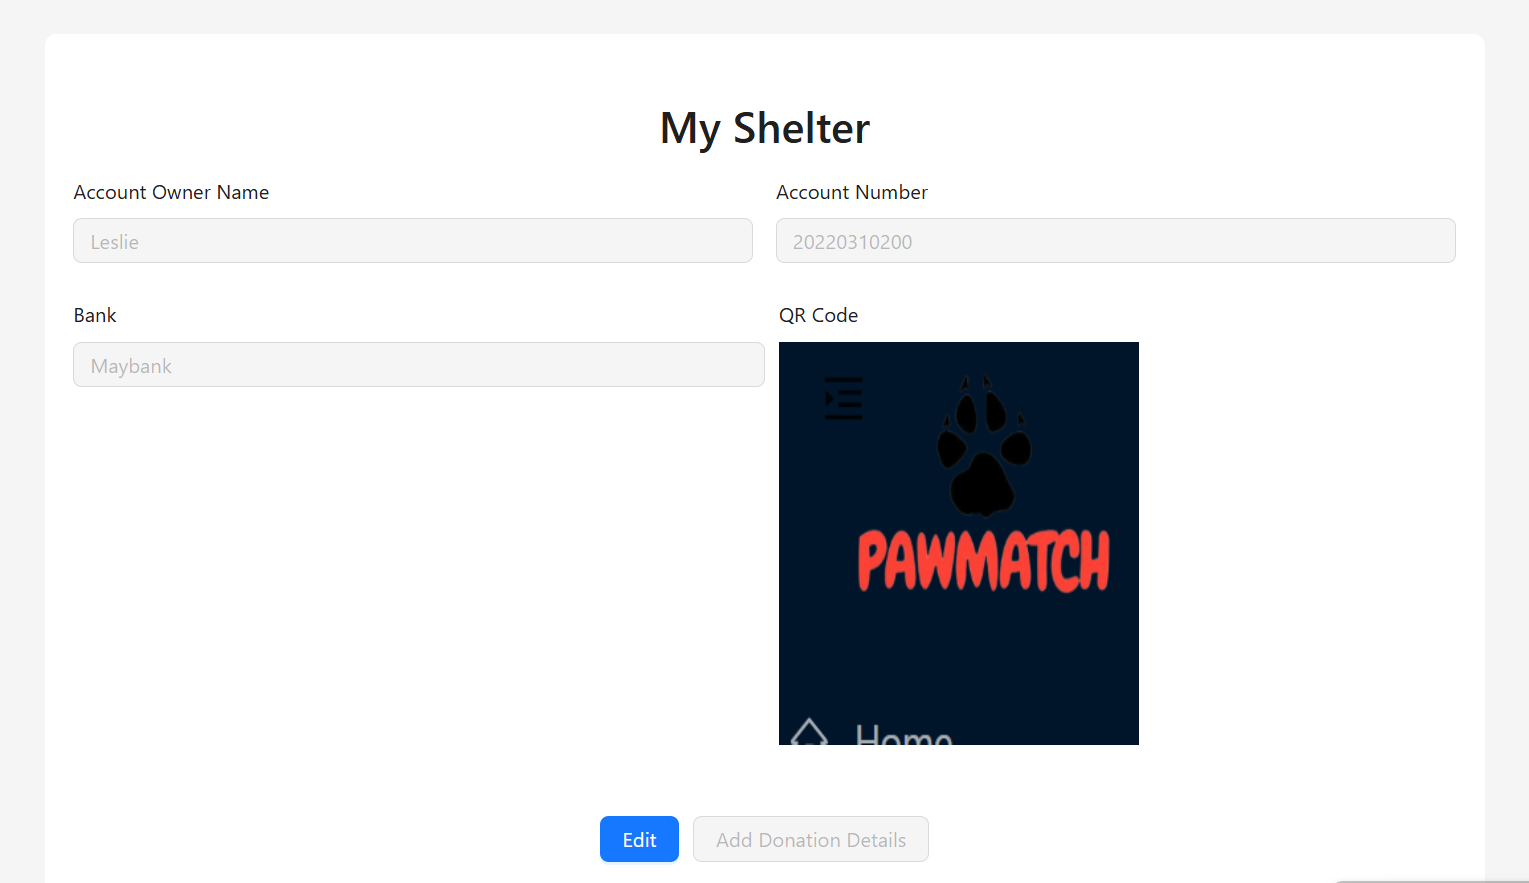 My Shelter
Account Owner Name
Account Number
Leslie
20220310200
Bank
QR Code
Maybank
PAWMATCH
Home
Edit
Add Donation Details